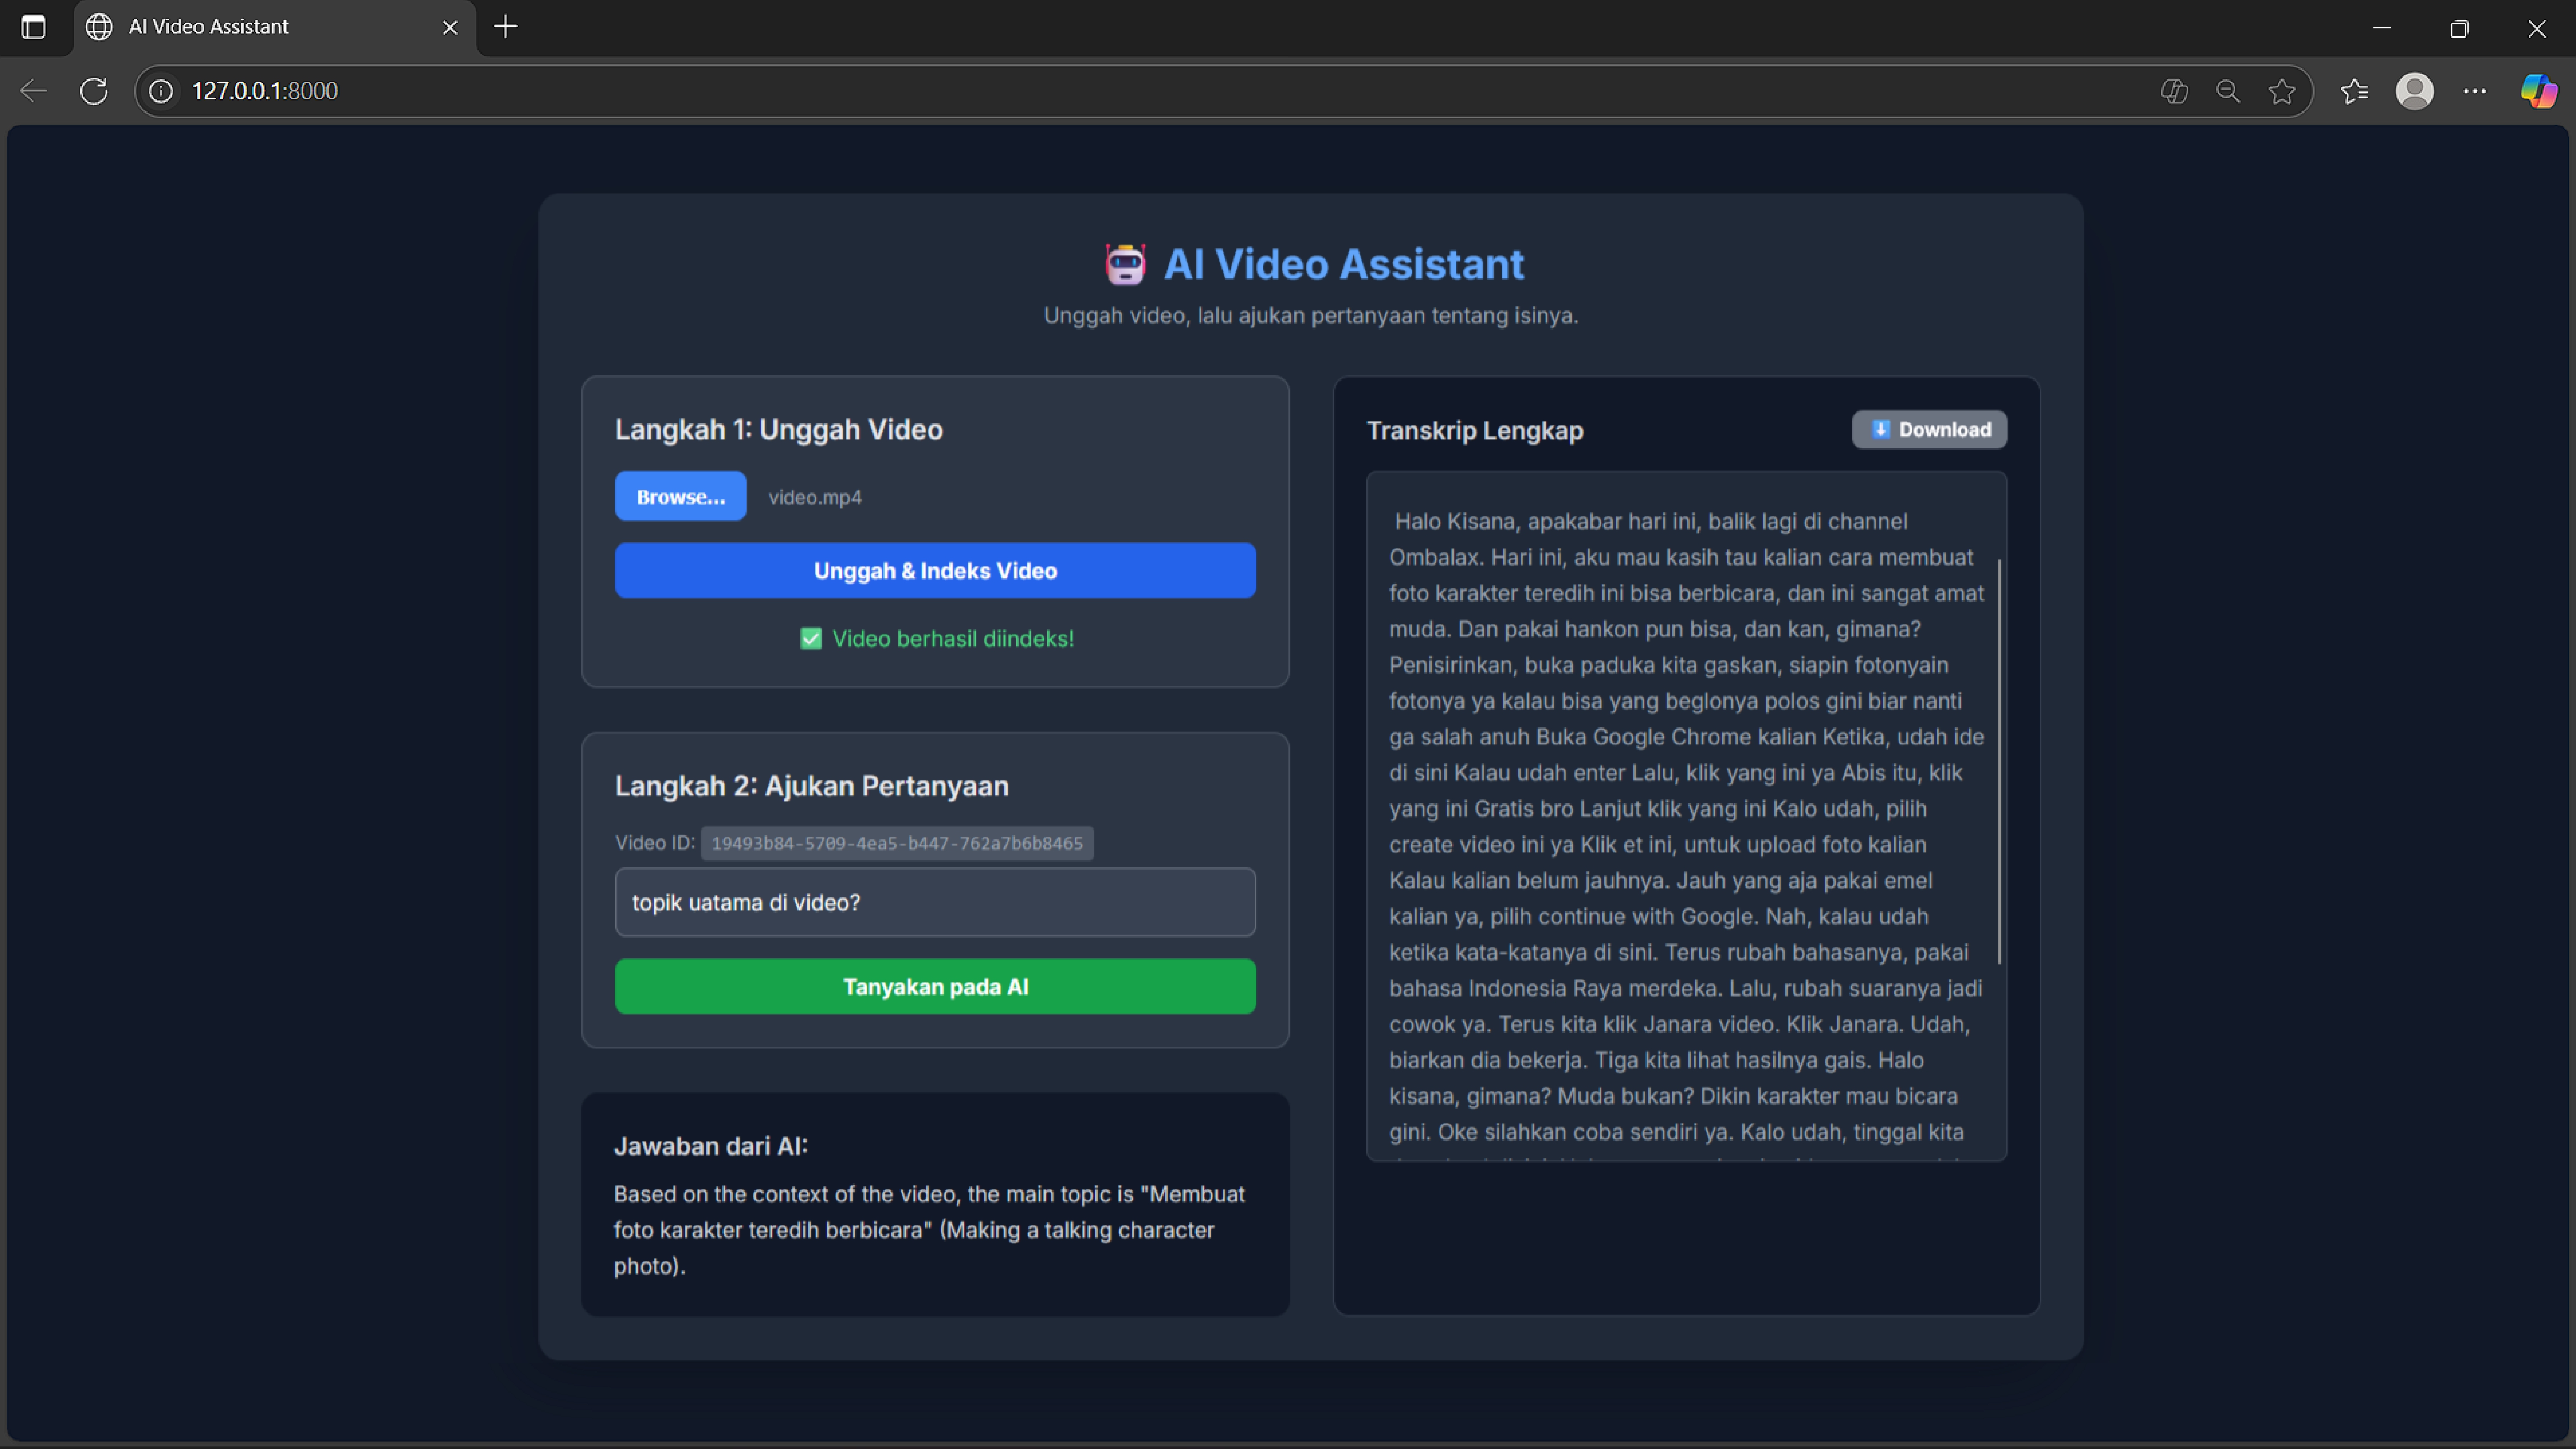 AI Video Assistant
127.0.0.1:8000
AI Video Assistant
Unggah video, lalu ajukan pertanyaan tentang isinya.
Langkah 1: Unggah Video
Browse...
video.mp4
Unggah & Indeks Video
Video berhasil diindeks!
Langkah 2: Ajukan Pertanyaan
Video ID: 19493b84-5709-4ea5-b447-762a7b6b8465
topik uatama di video?
Tanyakan pada AI
Jawaban dari AI:
Based on the context of the video, the main topic is "Membuat
foto karakter teredih berbicara" (Making a talking character
photo).
Transkrip Lengkap
Download
Halo Kisana, apakabar hari ini, balik lagi di channel
Ombalax. Hari ini, aku mau kasih tau kalian cara membuat
foto karakter teredih ini bisa berbicara, dan ini sangat amat
muda. Dan pakai hankon pun bisa, dan kan, gimana?
Penisirinkan, buka paduka kita gaskan, siapin fotonyain
fotonya ya kalau bisa yang beglonya polos gini biar nanti
ga salah anuh Buka Google Chrome kalian Ketika, udah ide
di sini Kalau udah enter Lalu, klik yang ini ya Abis itu, klik
yang ini Gratis bro Lanjut klik yang ini Kalo udah, pilih
create video ini ya Klik et ini, untuk upload foto kalian
Kalau kalian belum jauhnya. Jauh yang aja pakai emel
kalian ya, pilih continue with Google. Nah, kalau udah
ketika kata-katanya di sini. Terus rubah bahasanya, pakai
bahasa Indonesia Raya merdeka. Lalu, rubah suaranya jadi
cowok ya. Terus kita klik Janara video. Klik Janara. Udah,
biarkan dia bekerja. Tiga kita lihat hasilnya gais. Halo
kisana, gimana? Muda bukan? Dikin karakter mau bicara
gini. Oke silahkan coba sendiri ya. Kalo udah, tinggal kita